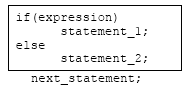 if(expression)
statement_1;
else
statement_2;
next_statement;